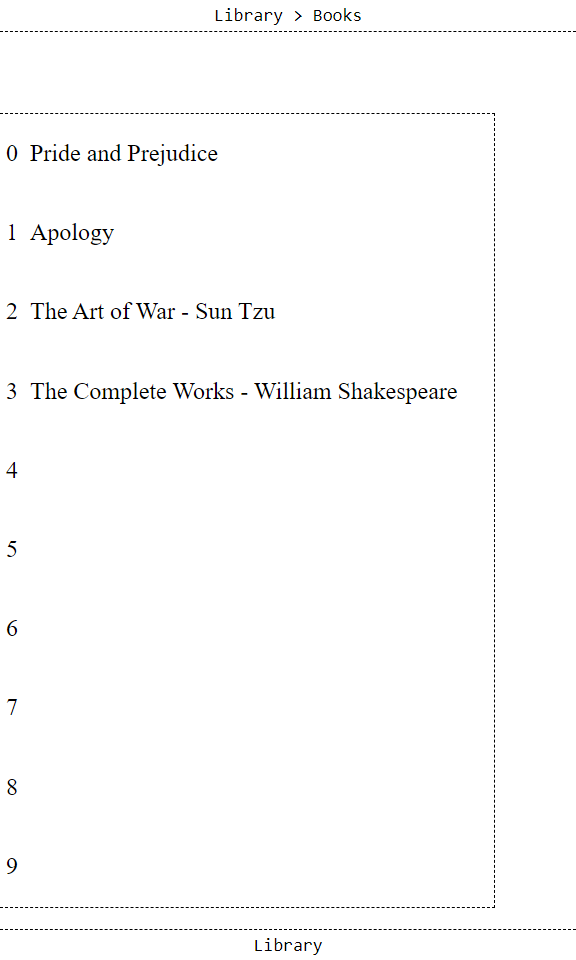 Library > Books
0 Pride and Prejudice
1 Apology
2 The Art of War - Sun Tzu
3 The Complete Works - William Shakespeare
4
5
6
7
8
9
Library